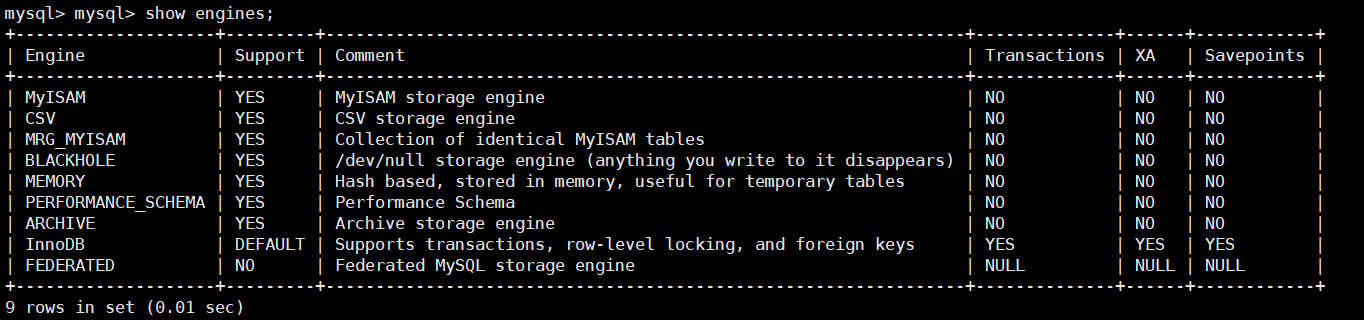 mysql> mysql> show engines;
+--------------------+---------+----------------------------------------------------------------+--------------+------+------------+
| Engine             | Support | Comment                                                        | Transactions | XA   | Savepoints |
+--------------------+---------+----------------------------------------------------------------+--------------+------+------------+
| MyISAM             | YES     | MyISAM storage engine                                          | NO           | NO   | NO         |
| CSV                | YES     | CSV storage engine                                             | NO           | NO   | NO         |
| MRG_MYISAM         | YES     | Collection of identical MyISAM tables                          | NO           | NO   | NO         |
| BLACKHOLE          | YES     | /dev/null storage engine (anything you write to it disappears) | NO           | NO   | NO         |
| MEMORY             | YES     | Hash based, stored in memory, useful for temporary tables      | NO           | NO   | NO         |
| PERFORMANCE_SCHEMA | YES     | Performance Schema                                             | NO           | NO   | NO         |
| ARCHIVE            | YES     | Archive storage engine                                         | NO           | NO   | NO         |
| InnoDB             | DEFAULT | Supports transactions, row-level locking, and foreign keys     | YES          | YES  | YES        |
| FEDERATED          | NO      | Federated MySQL storage engine                                 | NULL         | NULL | NULL       |
+--------------------+---------+----------------------------------------------------------------+--------------+------+------------+
9 rows in set (0.01 sec)